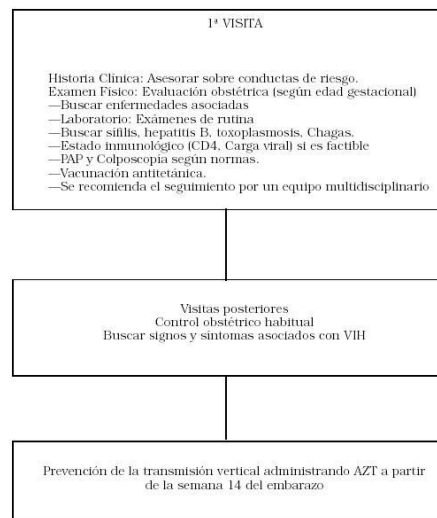 1ª VISITA
Historia Clínica: Asesorar sobre conductas de riesgo.
Examen Físico: Evaluación obstétrica (según edad gestacional)
—Buscar enfermedades asociadas
—Laboratorio: Exámenes de rutina
—Buscar sífilis, hepatitis B, toxoplasmosis, Chagas.
—Estado inmunológico (CD4, Carga viral) si es factible
—PAP y Colposcopía según normas.
—Vacunación antitetánica.
—Se recomienda el seguimiento por un equipo multidisciplinario
Visitas posteriores
Control obstétrico habitual
Buscar signos y síntomas asociados con VIH
Prevención de la transmisión vertical administrando AZT a partir
de la semana 14 del embarazo